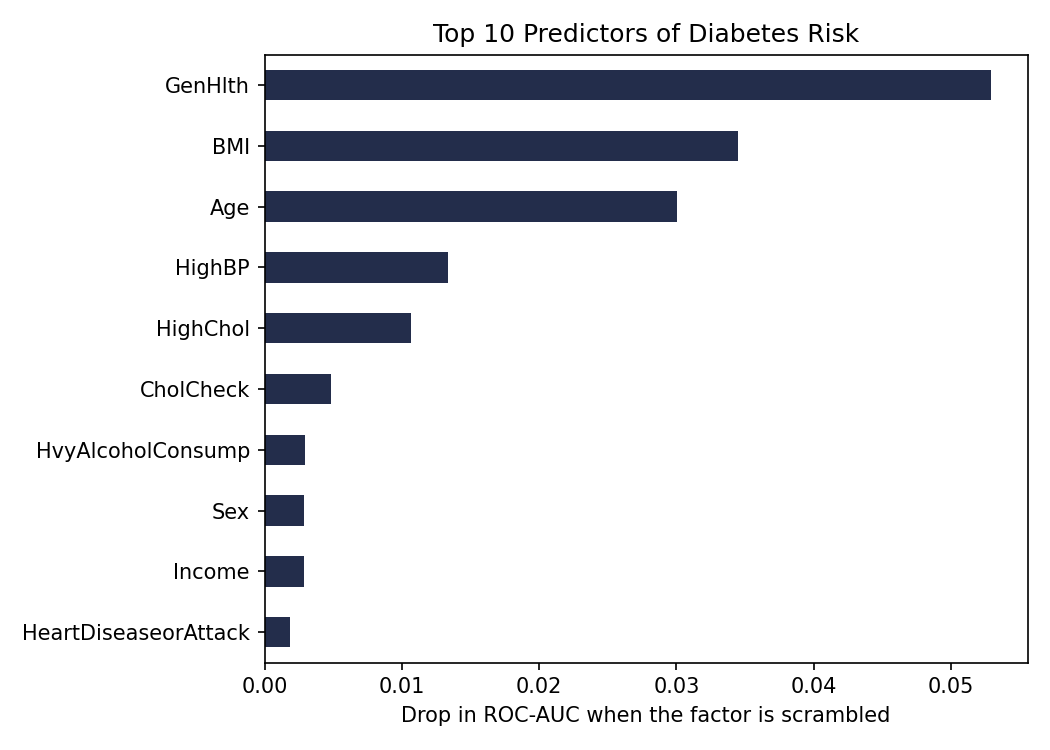 Top 10 Predictors of Diabetes Risk
GenHlth
BMI
Age
HighBP
HighChol
CholCheck
HvyAlcoholConsump
Sex
Income
HeartDiseaseorAttack
0.00 0.01 0.02 0.03 0.04 0.05
Drop in ROC-AUC when the factor is scrambled